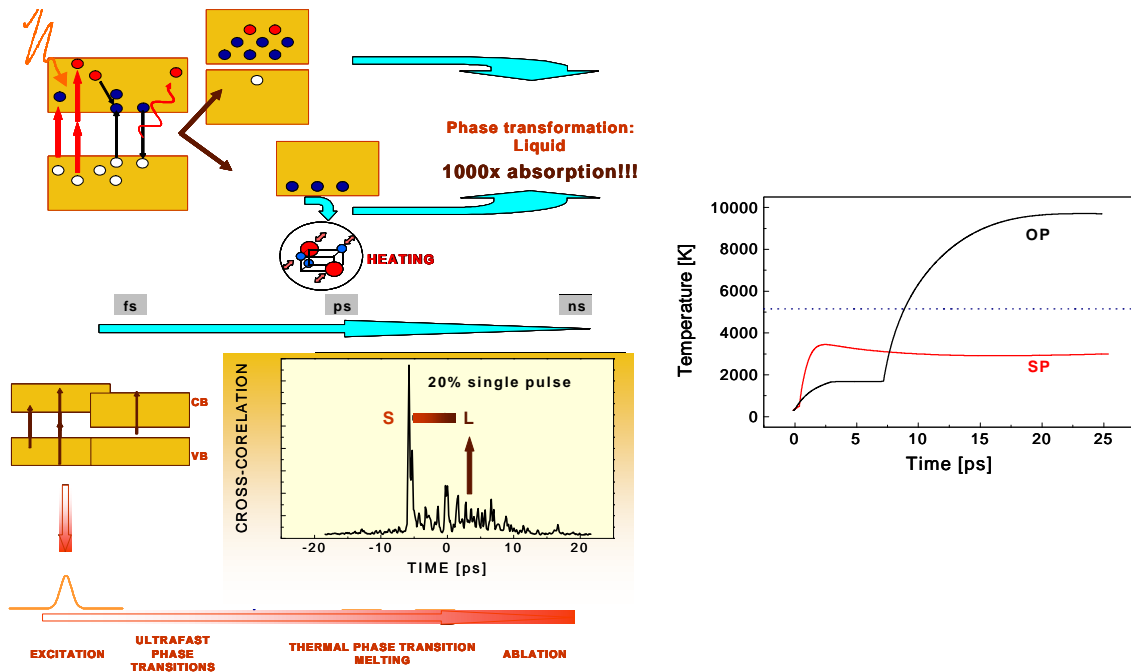 Phase transformation:
Liquid
1000x absorption!!!
HEATING
fs
ps
ns
CB
VB
CROSS-CORELATION
20% single pulse
S
L
-20
-10
0
10
20
TIME [ps]
EXCITATION
ULTRAFAST
PHASE
TRANSITIONS
THERMAL PHASE TRANSITION
MELTING
ABLATION
Temperature [K]
10000
8000
6000
4000
2000
0
OP
SP
0
5
10
15
20
25
Time [ps]